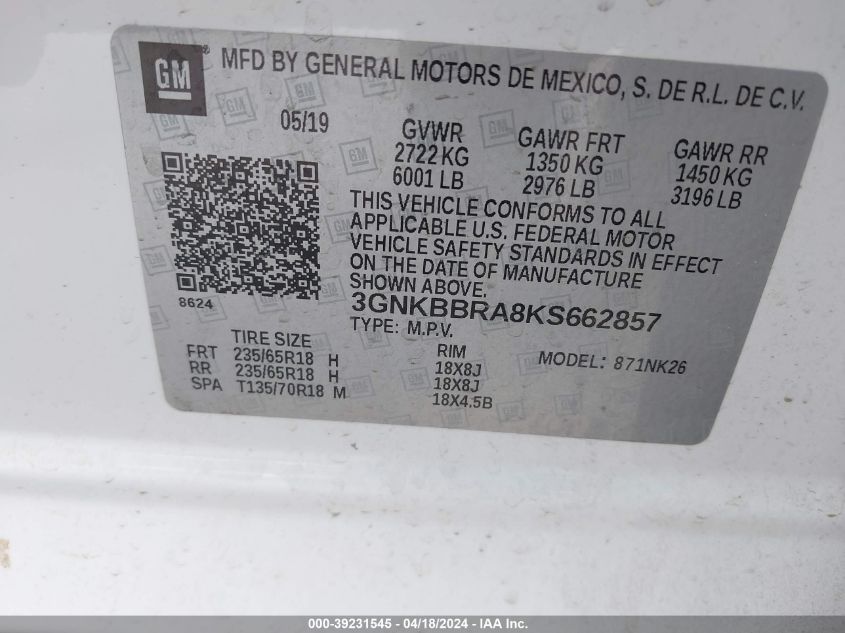 GM
MFD BY GENERAL MOTORS DE MEXICO, S. DE R.L. DE C.V.
05/19
GVWR
2722 KG
6001 LB
GAWR FRT
1350 KG
2976 LB
GAWR RR
1450 KG
3196 LB
THIS VEHICLE CONFORMS TO ALL
APPLICABLE U.S. FEDERAL MOTOR
VEHICLE SAFETY STANDARDS IN EFFECT
ON THE DATE OF MANUFACTURE
SHOWN ABOVE.
8624
3GNKBBRA8KS662857
TYPE: M.P.V.
TIRE SIZE
FRT 235/65R18 H
RR 235/65R18 H
SPA T135/70R18 M
RIM
18X8J
18X8J
18X4.5B
MODEL: 871NK26
000-39231545 - 04/18/2024 - IAA Inc.